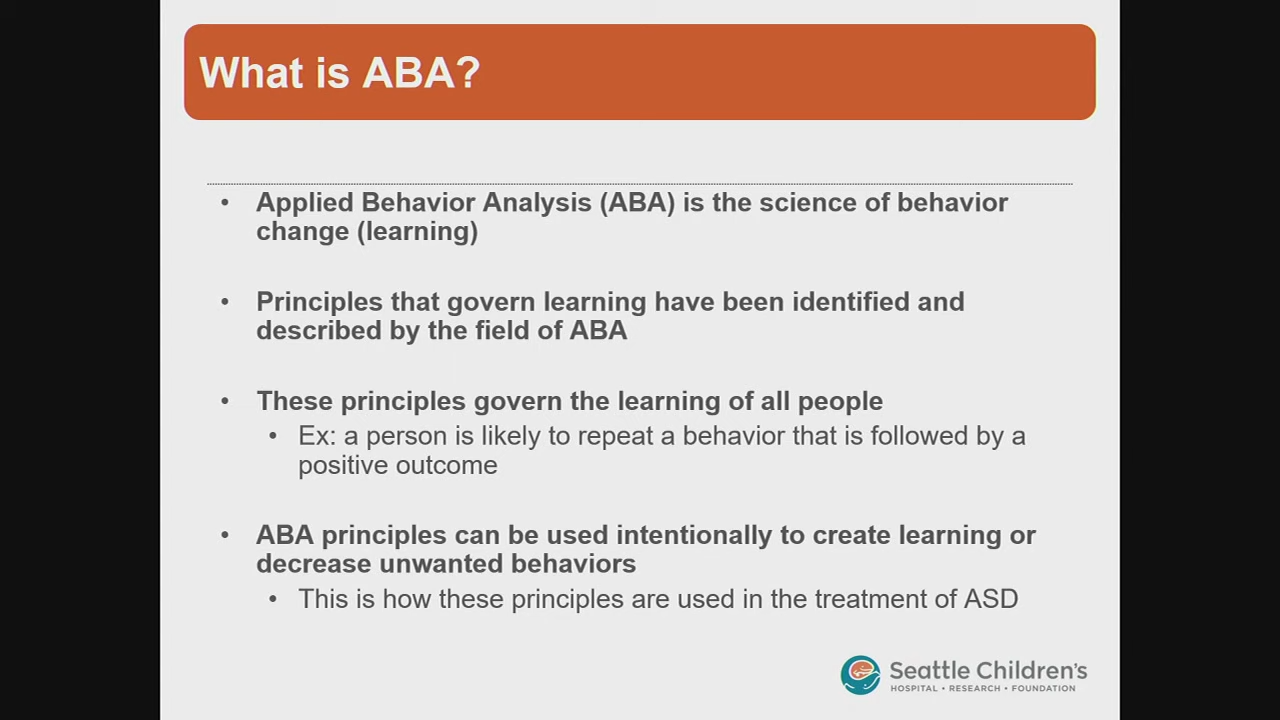 What is ABA?
• Applied Behavior Analysis (ABA) is the science of behavior
change (learning)
• Principles that govern learning have been identified and
described by the field of ABA
• These principles govern the learning of all people
• Ex: a person is likely to repeat a behavior that is followed by a
positive outcome
• ABA principles can be used intentionally to create learning or
decrease unwanted behaviors
• This is how these principles are used in the treatment of ASD
Seattle Children's
HOSPITAL • RESEARCH • FOUNDATION